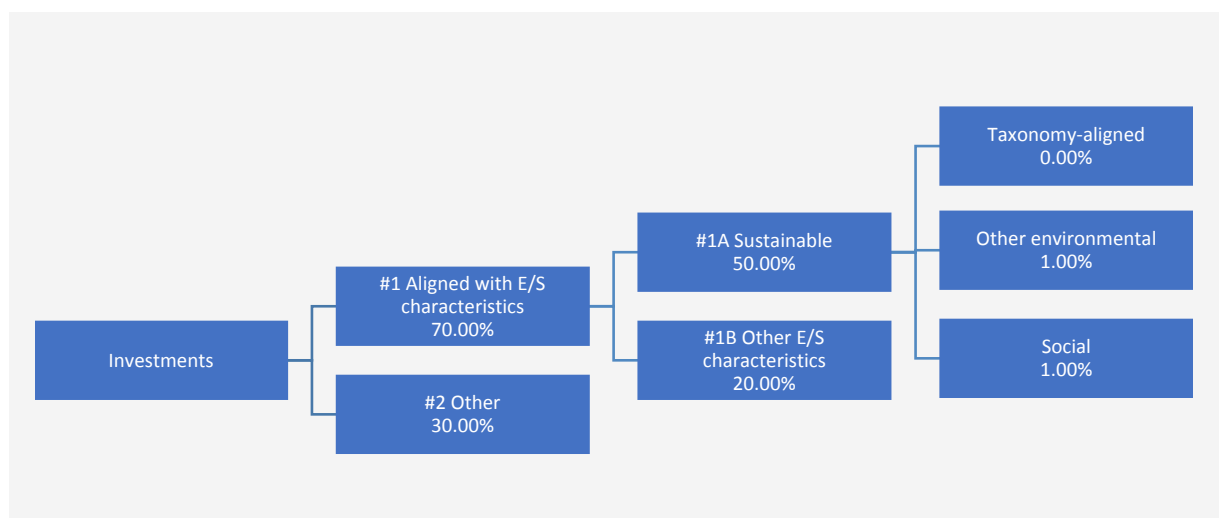 Investments
#1 Aligned with E/S
characteristics
70.00%
#2 Other
30.00%
#1A Sustainable
50.00%
#1B Other E/S
characteristics
20.00%
Taxonomy-aligned
0.00%
Other environmental
1.00%
Social
1.00%